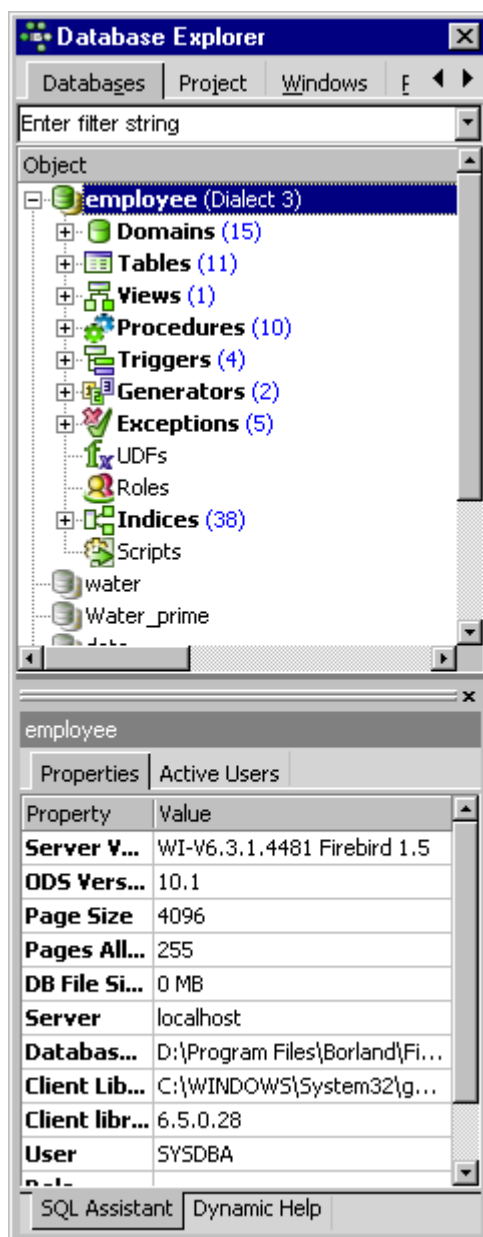 Database Explorer
Databases Project Windows
Enter filter string
Object
employee (Dialect 3)
Domains (15)
Tables (11)
Views (1)
Procedures (10)
Triggers (4)
Generators (2)
Exceptions (5)
UDFs
Roles
Indices (38)
Scripts
water
Water_prime
employee
Properties Active Users
Property Value
Server V... WI-V6.3.1.4481 Firebird 1.5
ODS Vers... 10.1
Page Size 4096
Pages All... 255
DB File Si... 0 MB
Server localhost
Databas... D:\Program Files\Borland\Fi...
Client Lib... C:\WINDOWS\System32\g...
Client libr... 6.5.0.28
User SYSDBA
SQL Assistant Dynamic Help